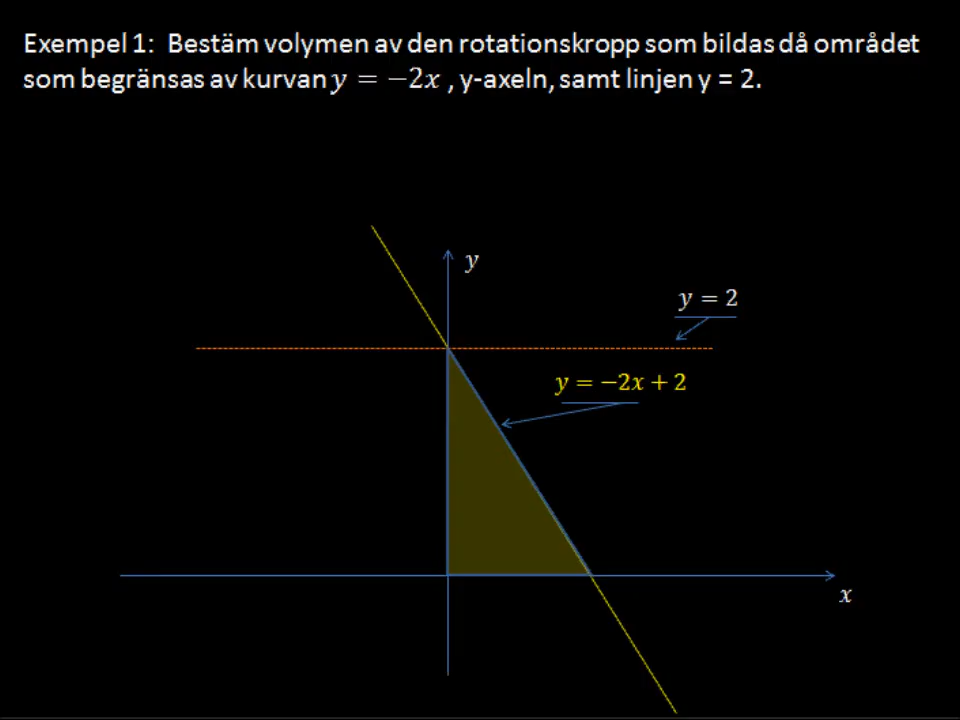 Exempel 1: Bestäm volymen av den rotationskropp som bildas då området
som begränsas av kurvan y = −2x , y-axeln, samt linjen y = 2.
y
y = 2
y = −2x + 2
x